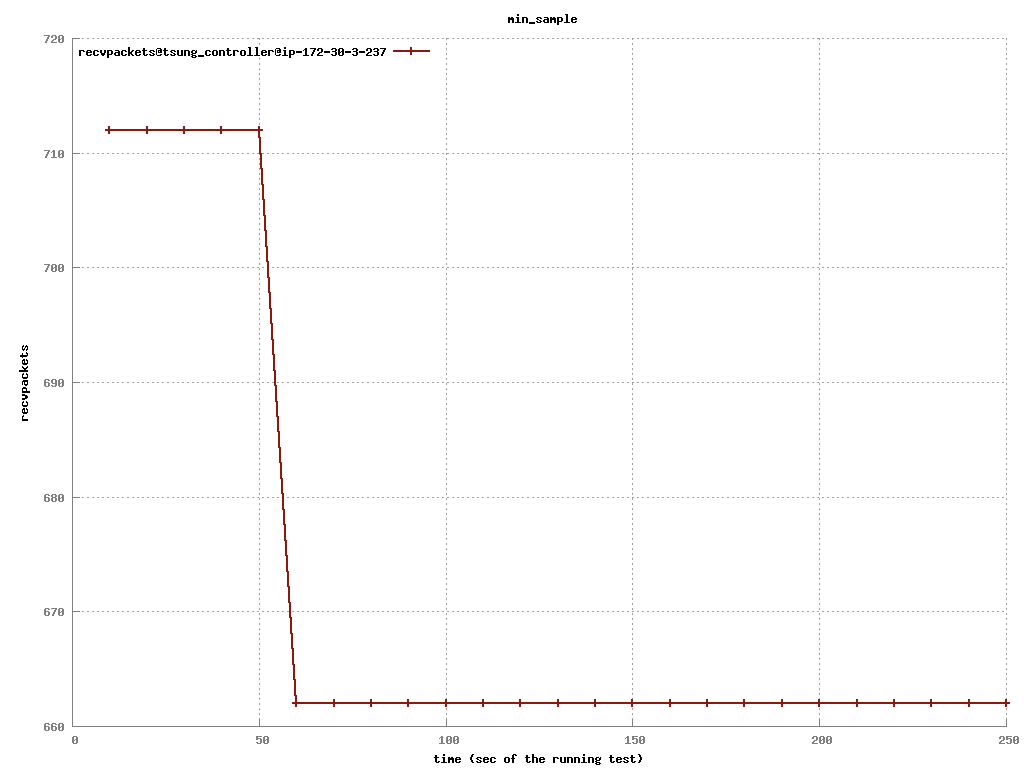 min_sample
720
recvpackets@tsung_controller@ip-172-30-3-237
710
700
690
recvpackets
680
670
660
0 50 100 150 200 250
time (sec of the running test)